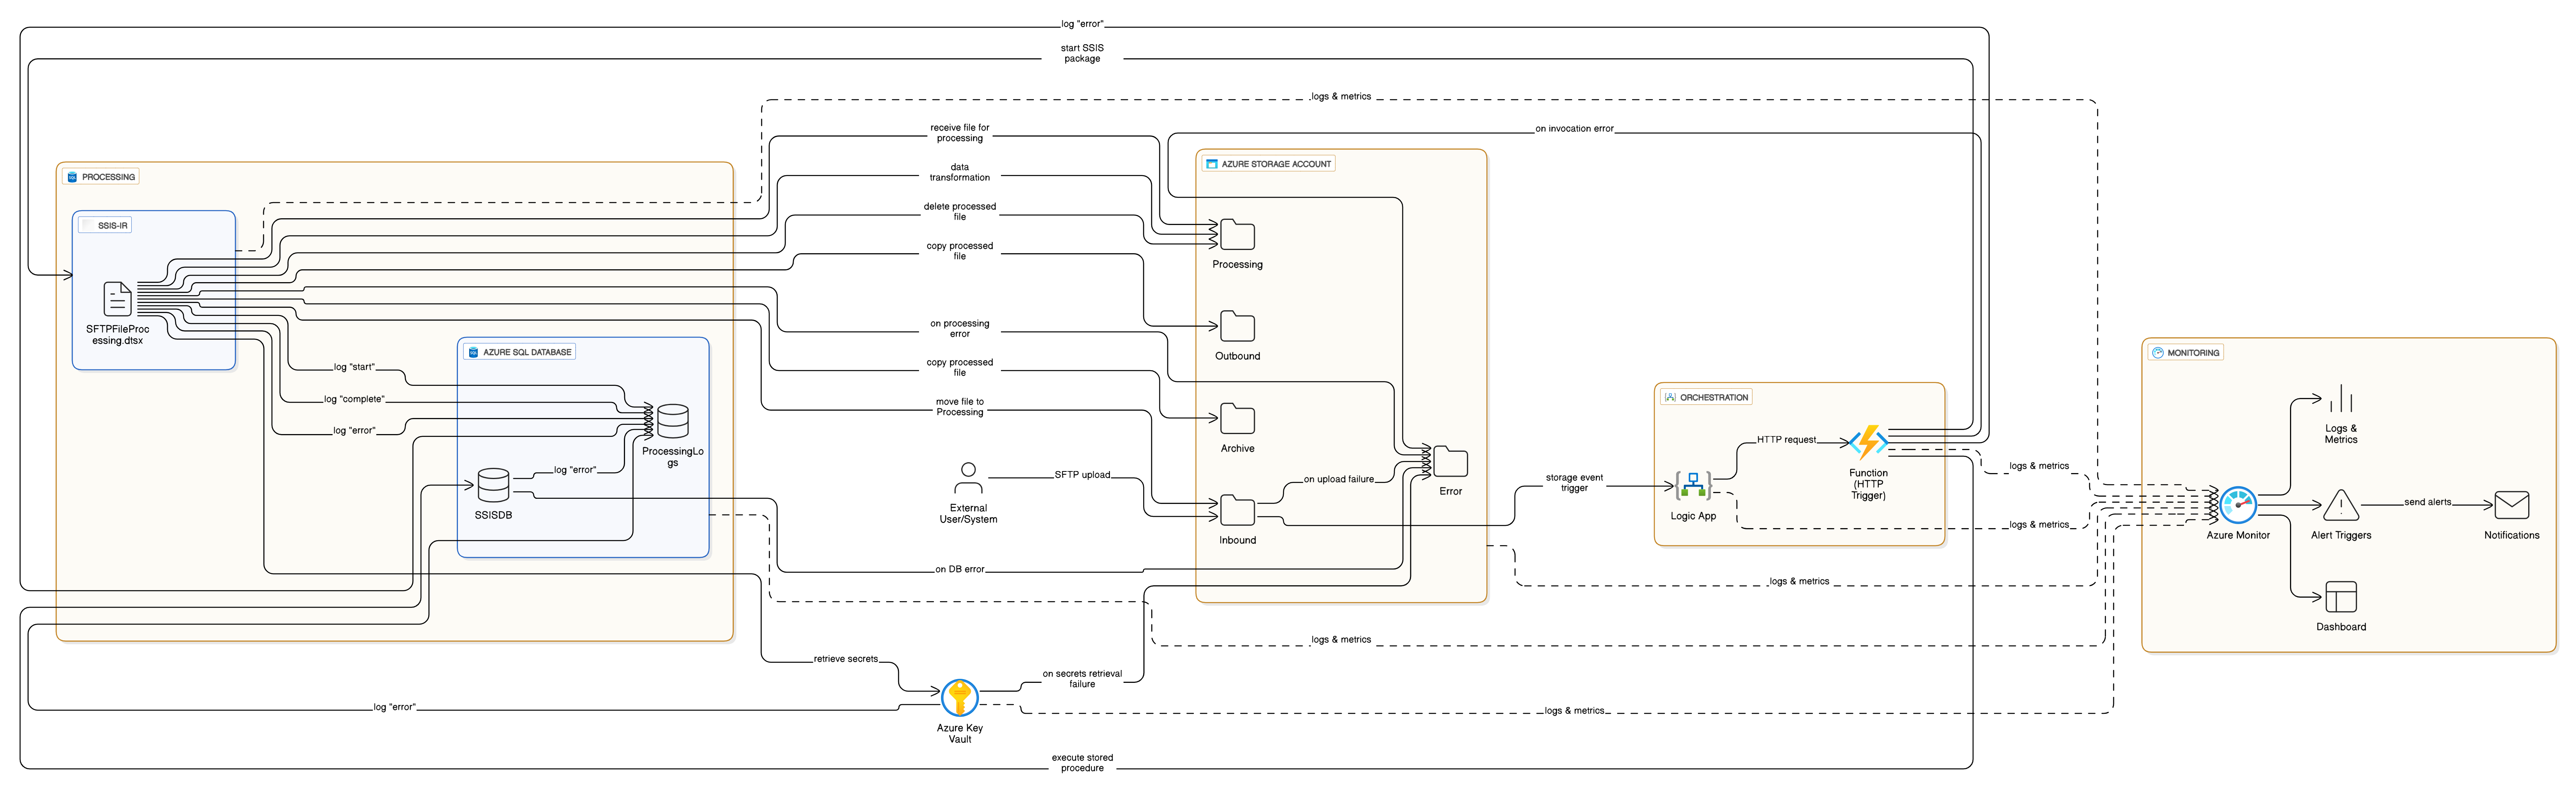 log "error"
start SSIS
package
logs & metrics
receive file for
processing
on invocation error
AZURE STORAGE ACCOUNT
data
transformation
PROCESSING
delete processed
file
SSIS-IR
copy processed
file
Processing
SFTPFileProc
essing.dtsx
on processing
error
Outbound
AZURE SQL DATABASE
MONITORING
log "start"
copy processed
file
log "complete"
move file to
Processing
ORCHESTRATION
log "error"
Archive
ProcessingLo
gs
Logs &
Metrics
HTTP request
log "error"
SFTP upload
on upload failure
Error
storage event
trigger
Function
(HTTP
Trigger)
logs & metrics
SSISDB
External
User/System
Inbound
Logic App
logs & metrics
Azure Monitor
Alert Triggers
send alerts
Notifications
on DB error
logs & metrics
Dashboard
logs & metrics
retrieve secrets
on secrets retrieval
failure
log "error"
logs & metrics
Azure Key
Vault
execute stored
procedure